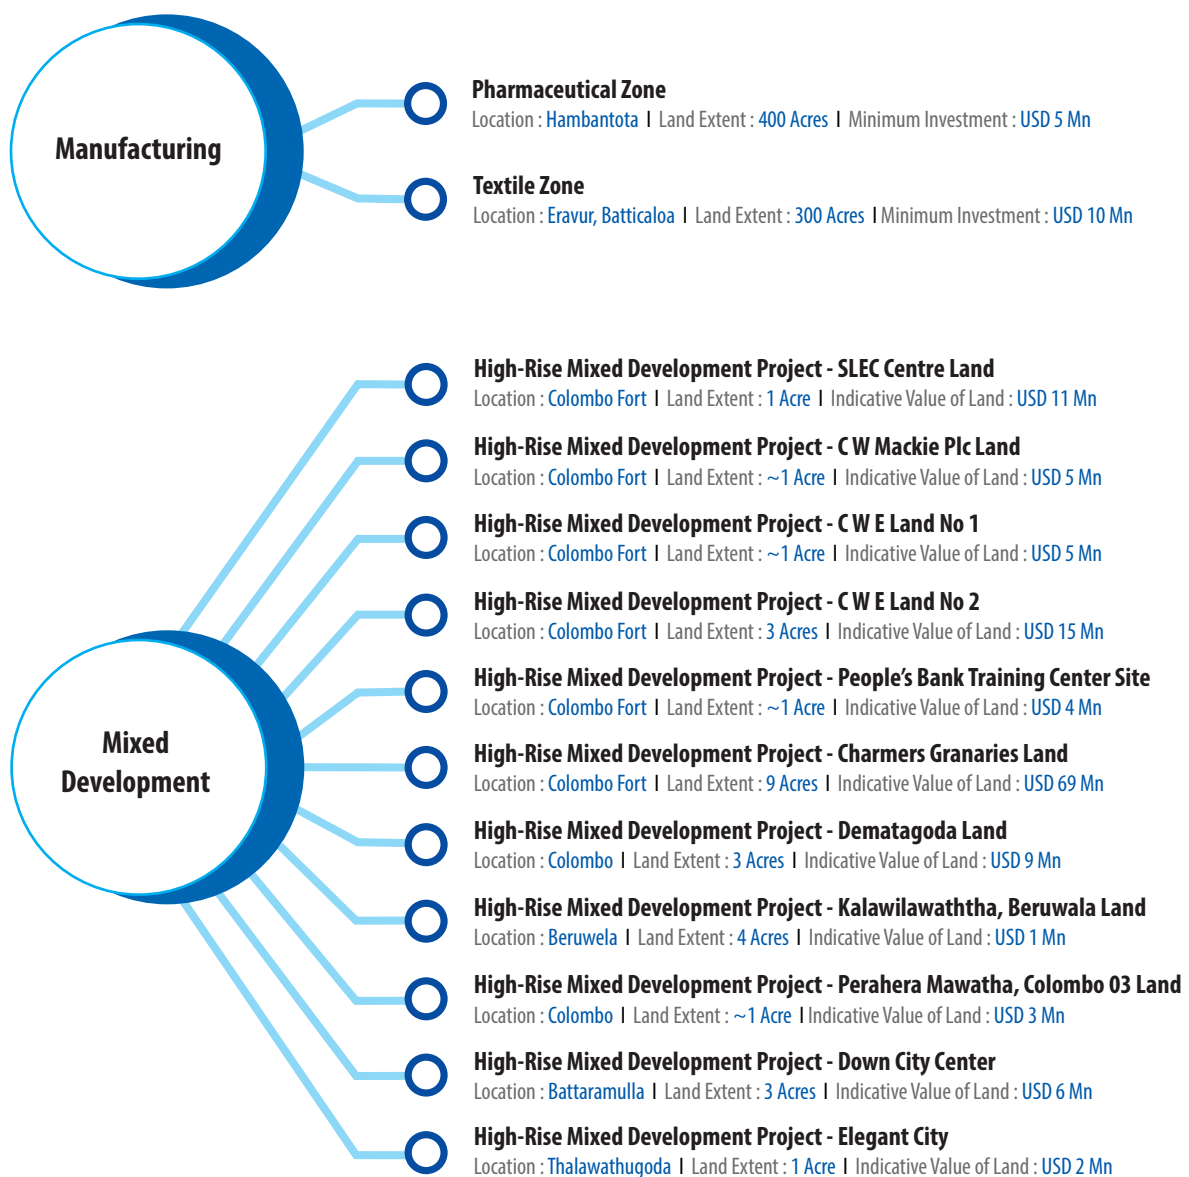 Manufacturing
Pharmaceutical Zone
Location : Hambantota I Land Extent : 400 Acres I Minimum Investment : USD 5 Mn
Textile Zone
Location : Eravur, Batticaloa I Land Extent : 300 Acres I Minimum Investment : USD 10 Mn
Mixed
Development
High-Rise Mixed Development Project - SLEC Centre Land
Location : Colombo Fort I Land Extent : 1 Acre I Indicative Value of Land : USD 11 Mn
High-Rise Mixed Development Project - C W Mackie Plc Land
Location : Colombo Fort I Land Extent : ~1 Acre I Indicative Value of Land : USD 5 Mn
High-Rise Mixed Development Project - C W E Land No 1
Location : Colombo Fort I Land Extent : ~1 Acre I Indicative Value of Land : USD 5 Mn
High-Rise Mixed Development Project - C W E Land No 2
Location : Colombo Fort I Land Extent : 3 Acres I Indicative Value of Land : USD 15 Mn
High-Rise Mixed Development Project - People's Bank Training Center Site
Location : Colombo Fort I Land Extent : ~1 Acre I Indicative Value of Land : USD 4 Mn
High-Rise Mixed Development Project - Charmers Granaries Land
Location : Colombo Fort I Land Extent : 9 Acres I Indicative Value of Land : USD 69 Mn
High-Rise Mixed Development Project - Dematagoda Land
Location : Colombo I Land Extent : 3 Acres I Indicative Value of Land : USD 9 Mn
High-Rise Mixed Development Project - Kalawilawaththa, Beruwala Land
Location : Beruwela I Land Extent : 4 Acres I Indicative Value of Land : USD 1 Mn
High-Rise Mixed Development Project - Perahera Mawatha, Colombo 03 Land
Location : Colombo I Land Extent : ~1 Acre I Indicative Value of Land : USD 3 Mn
High-Rise Mixed Development Project - Down City Center
Location : Battaramulla I Land Extent : 3 Acres I Indicative Value of Land : USD 6 Mn
High-Rise Mixed Development Project - Elegant City
Location : Thalawathugoda I Land Extent : 1 Acre I Indicative Value of Land : USD 2 Mn